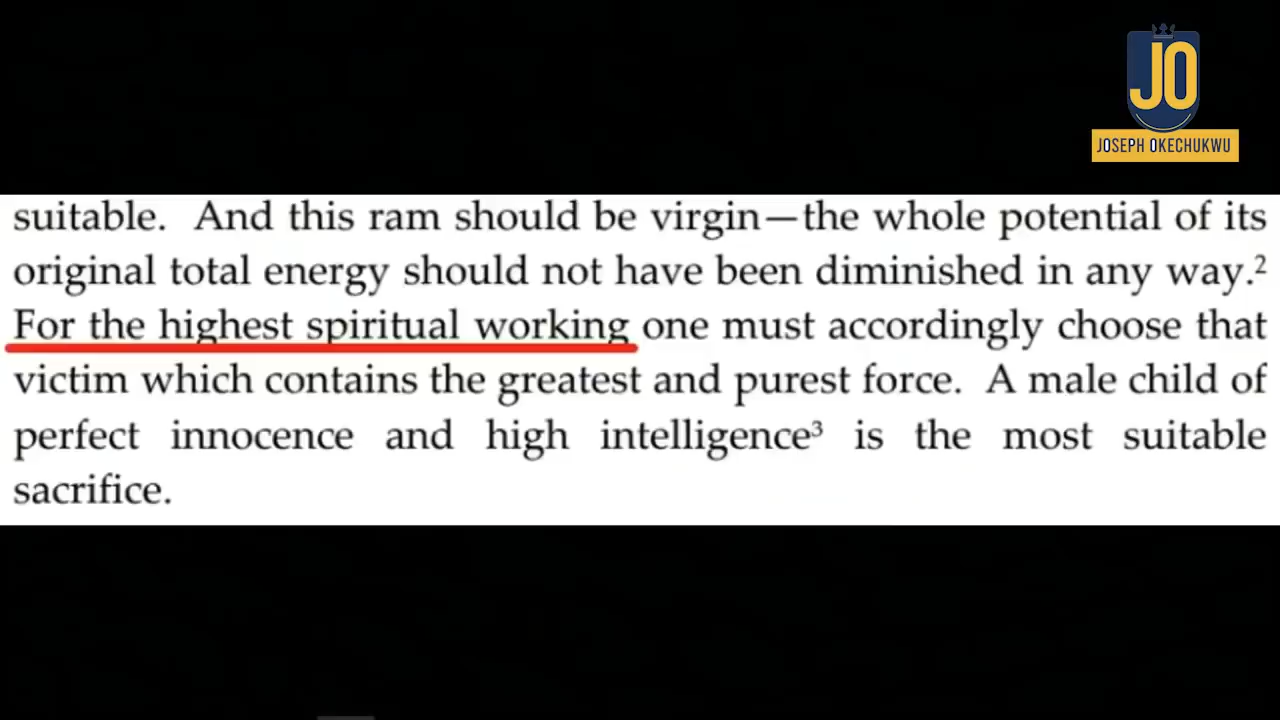 JO
JOSEPH OKECHUKWU
suitable. And this ram should be virgin—the whole potential of its
original total energy should not have been diminished in any way.²
For the highest spiritual working one must accordingly choose that
victim which contains the greatest and purest force. A male child of
perfect innocence and high intelligence³ is the most suitable
sacrifice.